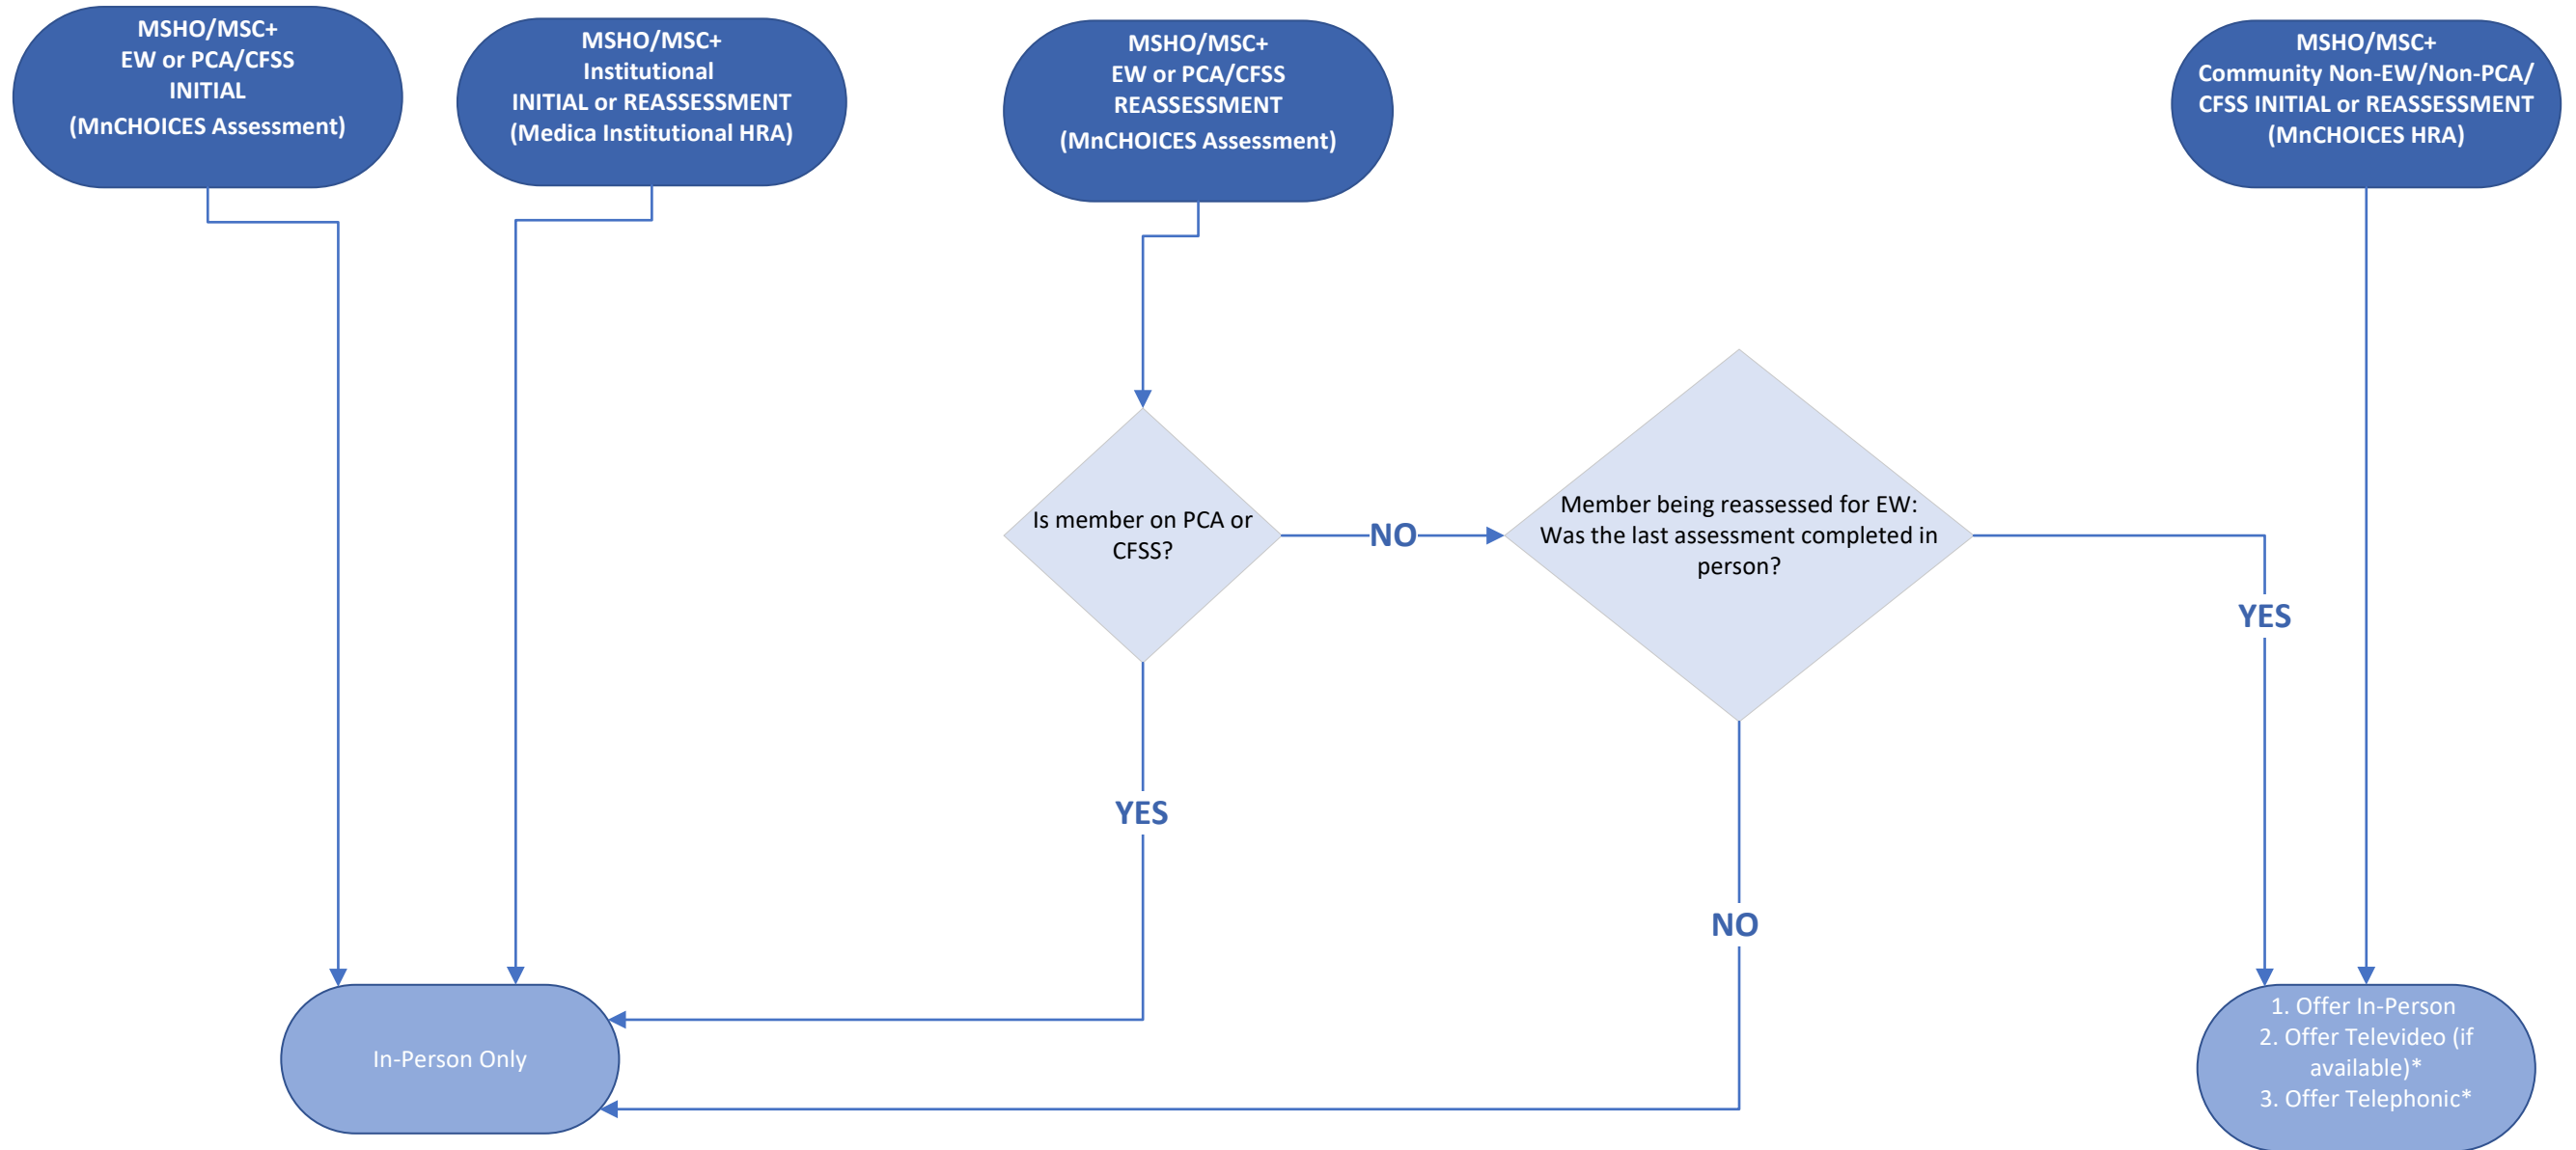 MSHO/MSC+
EW or PCA/CFSS
INITIAL
(MnCHOICES Assessment)
MSHO/MSC+
Institutional
INITIAL or REASSESSMENT
(Medica Institutional HRA)
MSHO/MSC+
EW or PCA/CFSS
REASSESSMENT
(MnCHOICES Assessment)
MSHO/MSC+
Community Non-EW/Non-PCA/
CFSS INITIAL or REASSESSMENT
(MnCHOICES HRA)
Is member on PCA or
CFSS?
NO
Member being reassessed for EW:
Was the last assessment completed in
person?
YES
YES
NO
In-Person Only
1. Offer In-Person
2. Offer Televideo (if
available)*
3. Offer Telephonic*